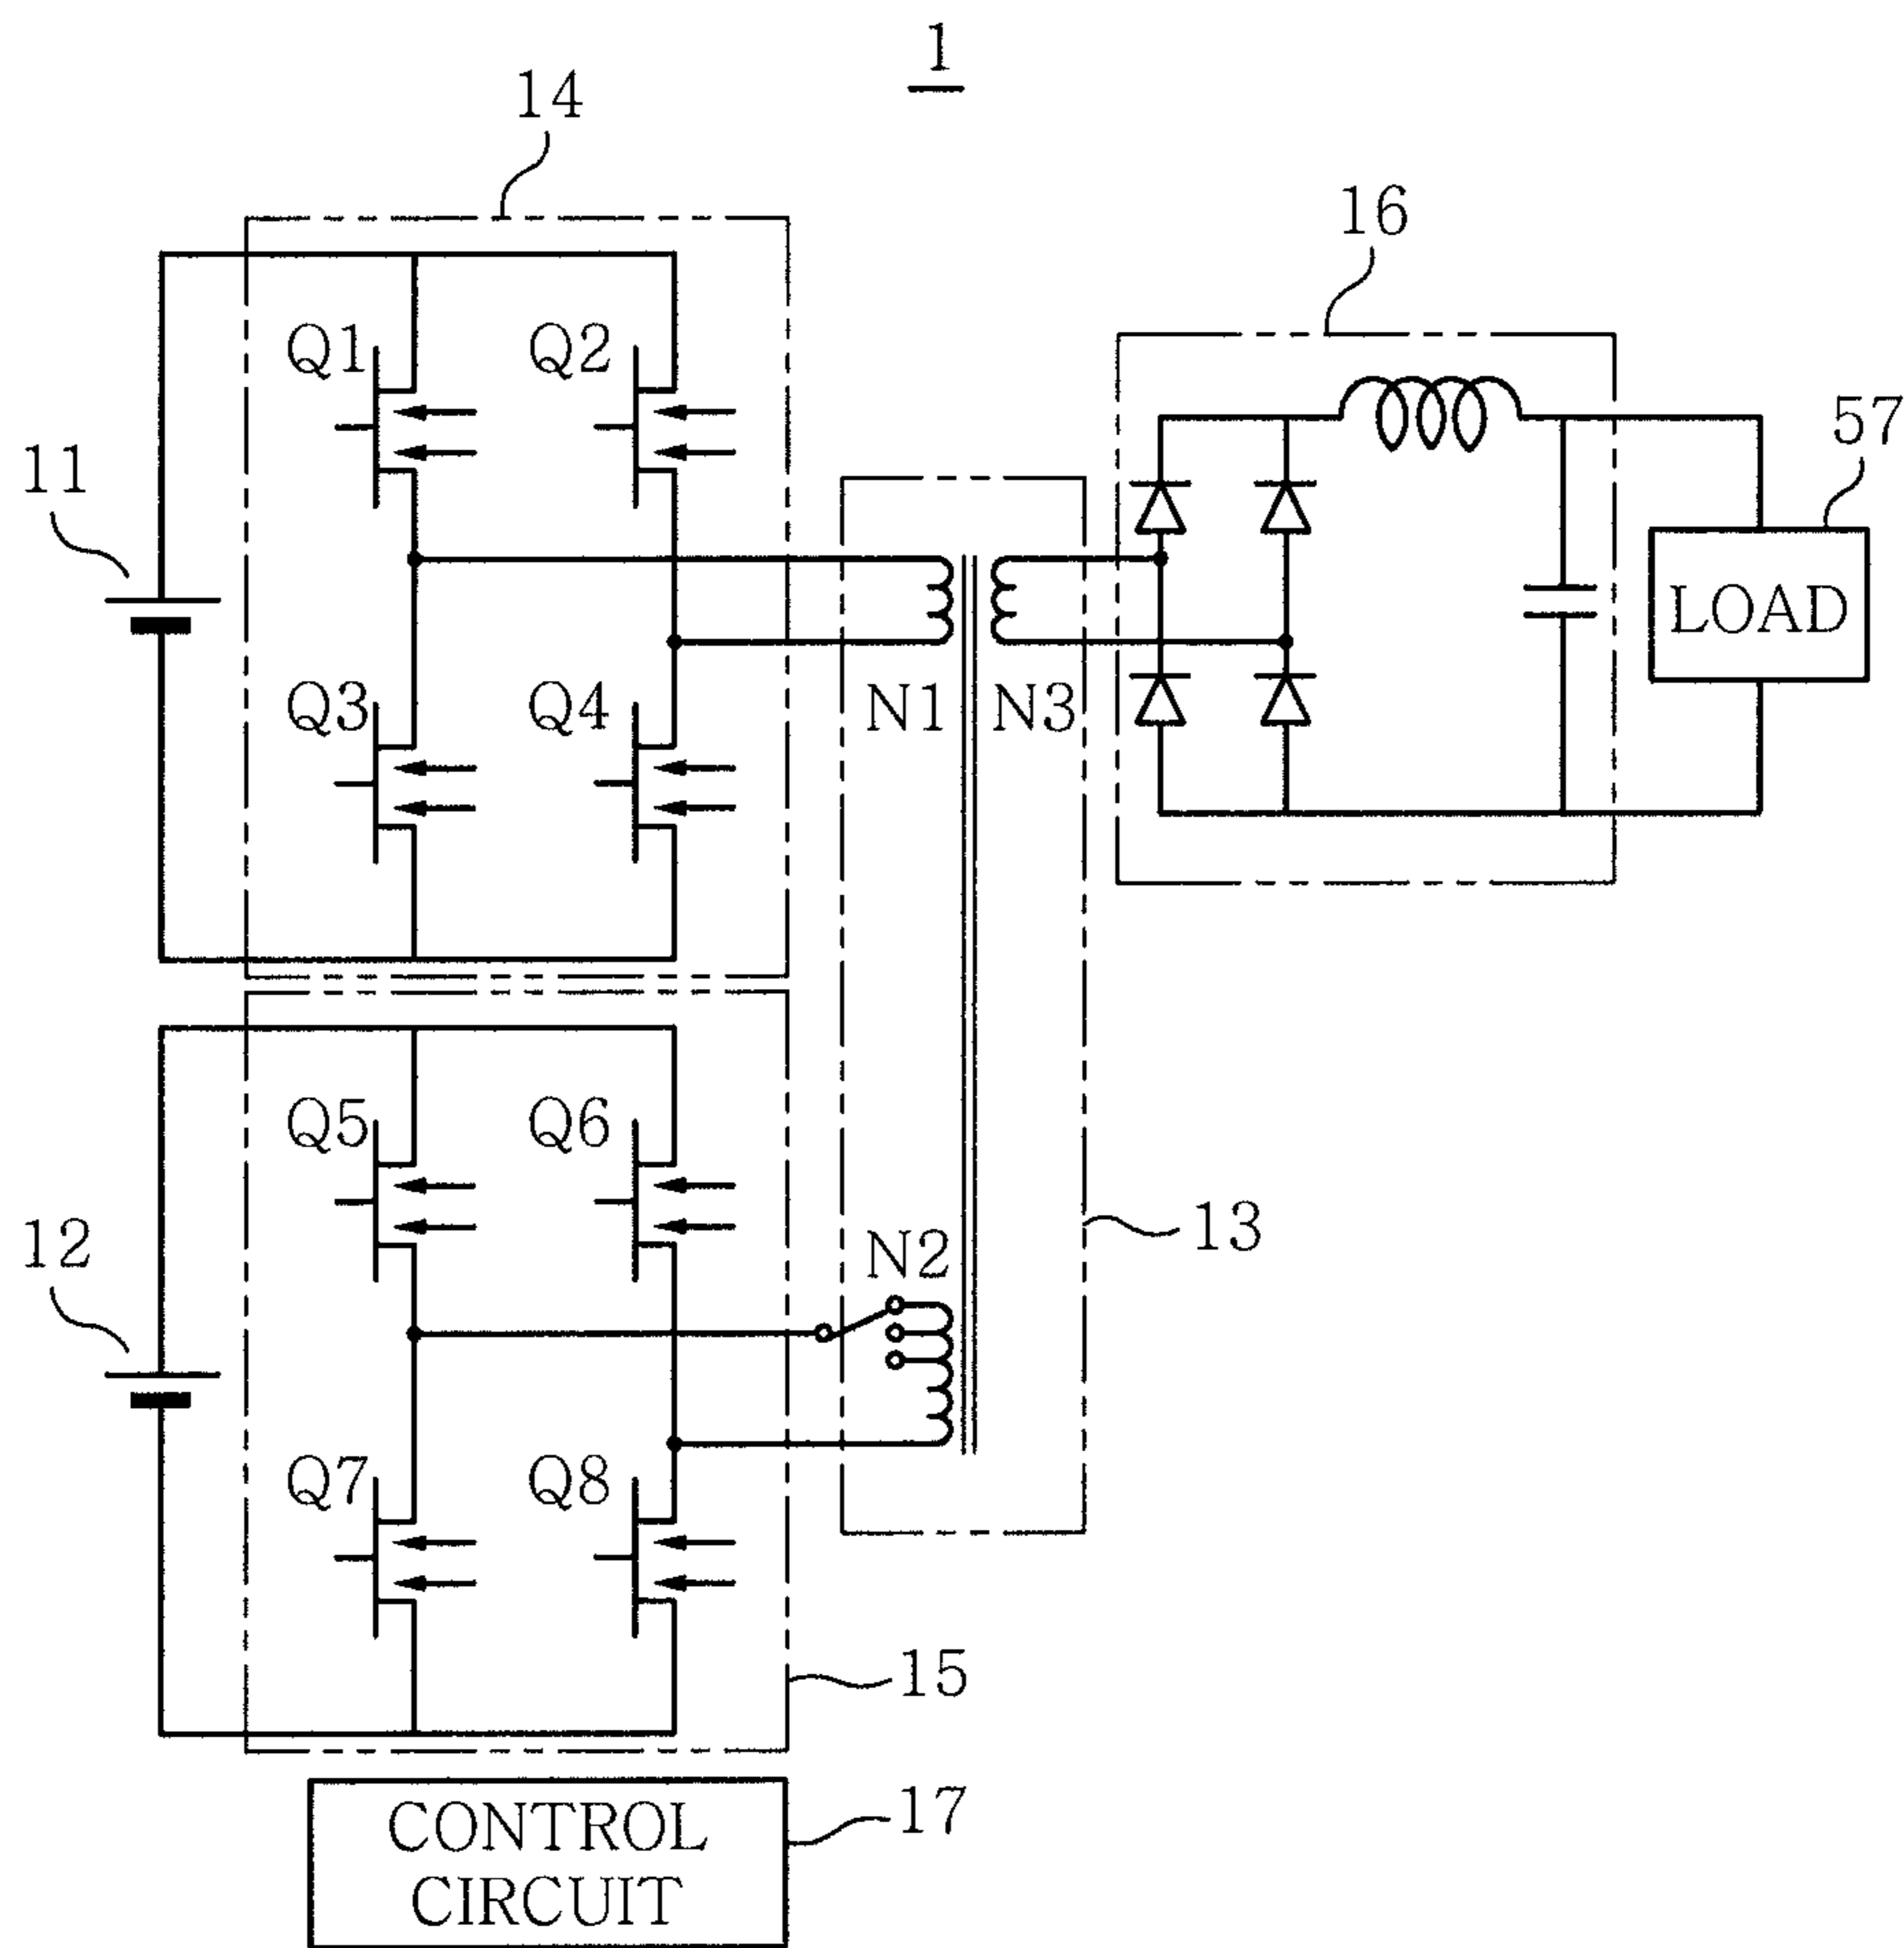 1
14
16
Q1
Q2
57
11
LOAD
Q3
Q4
N1
N3
Q5
Q6
12
N2
13
Q7
Q8
15
CONTROL
CIRCUIT
17